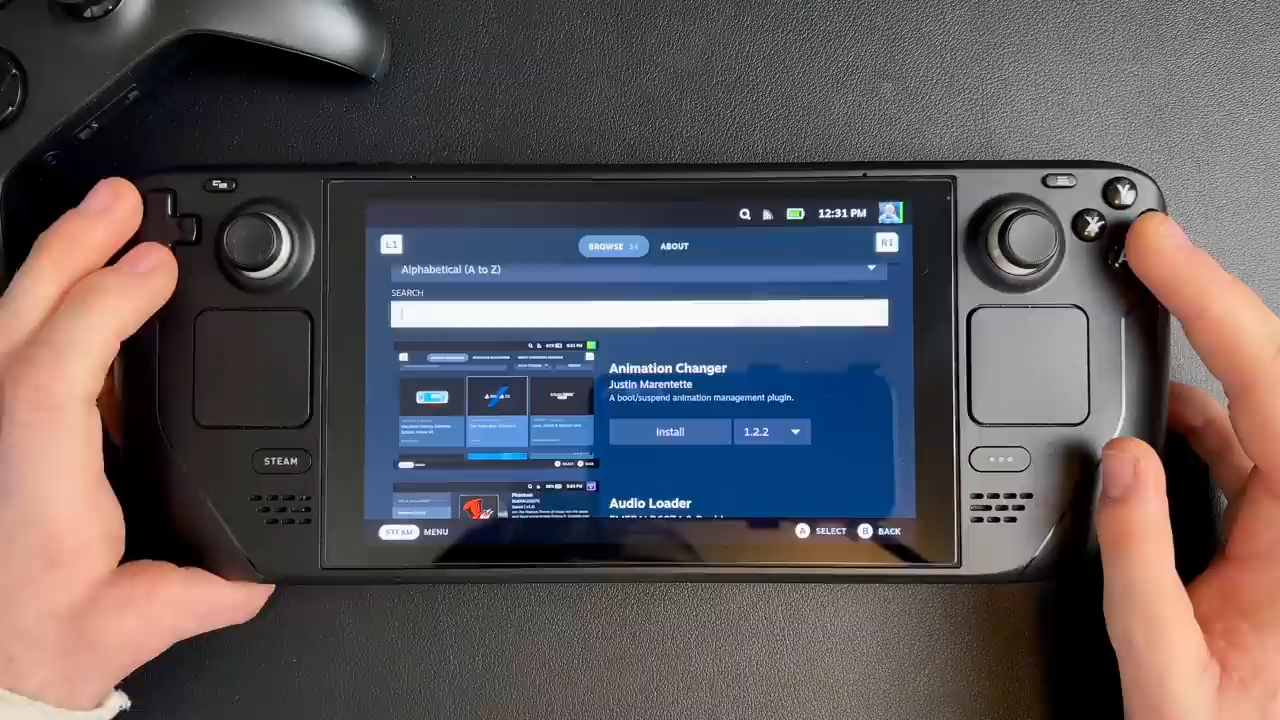 12:31 PM
L1
BROWSE 34
ABOUT
R1
Alphabetical (A to Z)
SEARCH
Animation Changer
Justin Marentette
A boot/suspend animation management plugin.
Install
1.2.2
Audio Loader
STEAM
MENU
A
SELECT
B
BACK
STEAM
Y
X
A